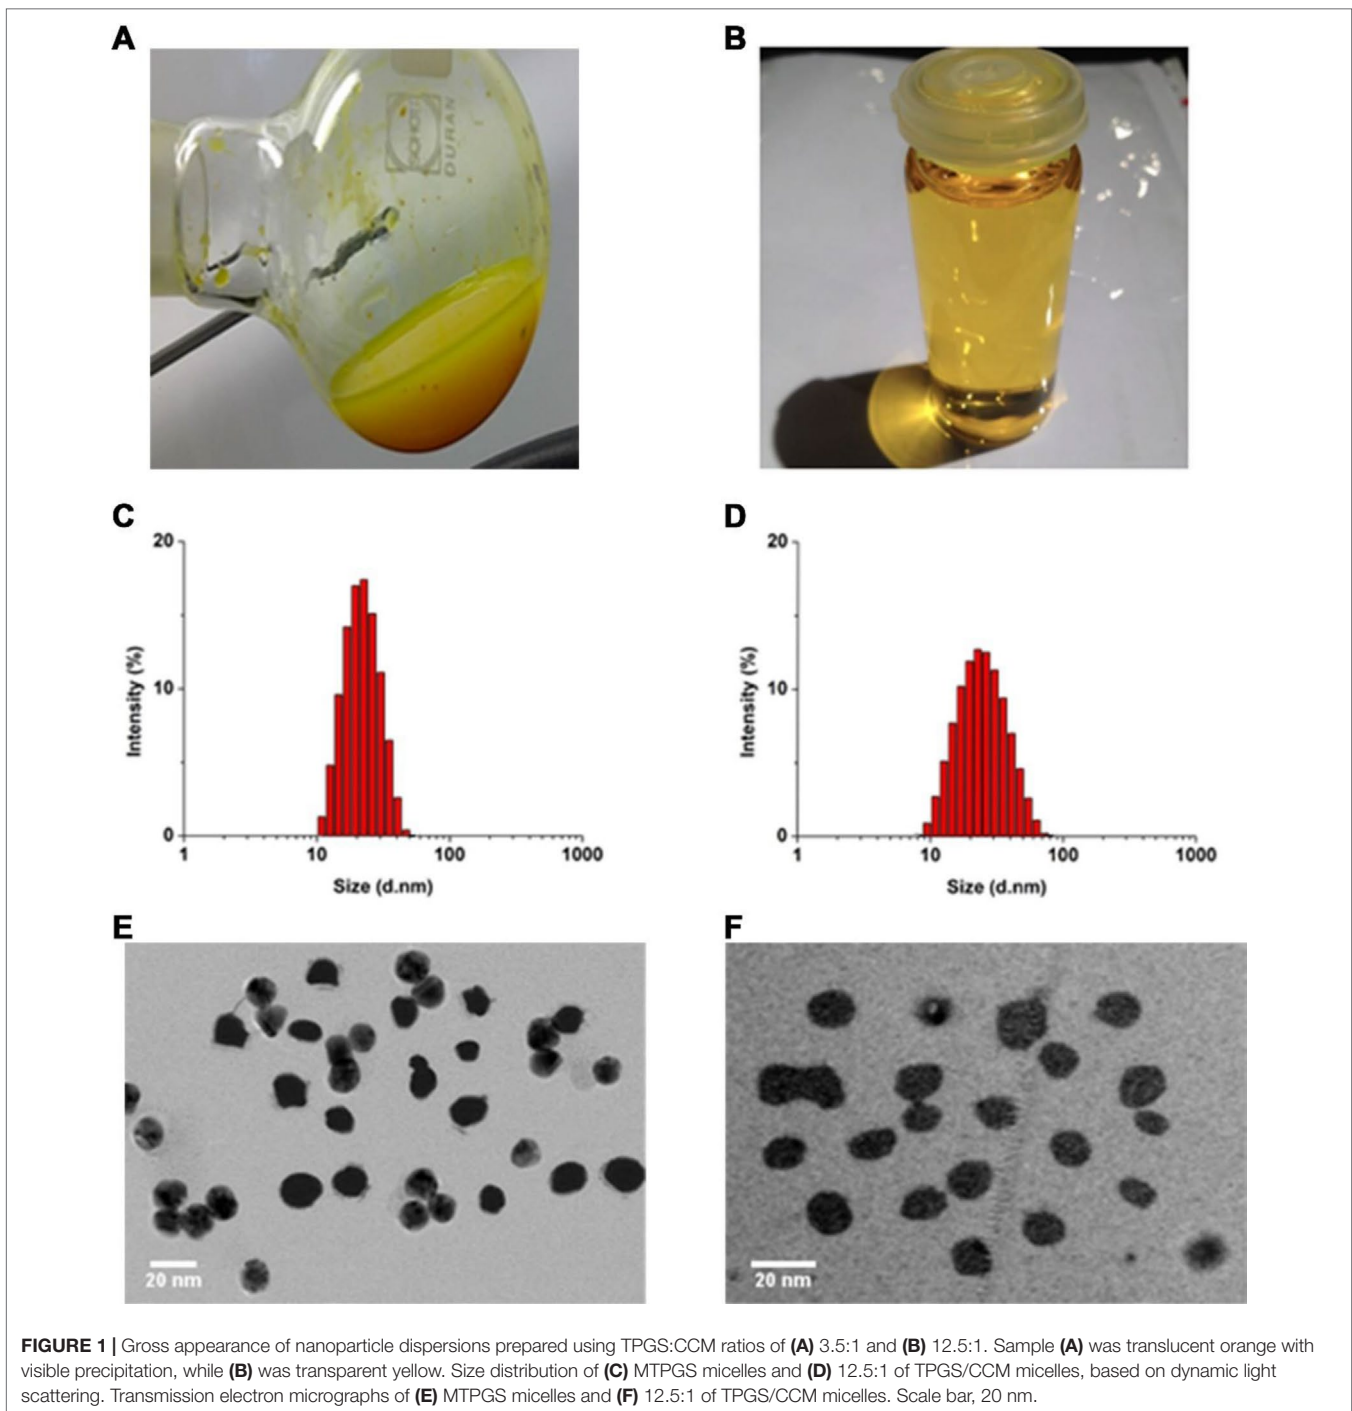 A
B
SCHOTT
DURAN
C
D
20
10
0
Intensity (%)
1
10
100
1000
Size (d.nm)
20
10
0
Intensity (%)
1
10
100
1000
Size (d.nm)
E
F
20 nm
20 nm
FIGURE 1 | Gross appearance of nanoparticle dispersions prepared using TPGS:CCM ratios of (A) 3.5:1 and (B) 12.5:1. Sample (A) was translucent orange with
visible precipitation, while (B) was transparent yellow. Size distribution of (C) MTPGS micelles and (D) 12.5:1 of TPGS/CCM micelles, based on dynamic light
scattering. Transmission electron micrographs of (E) MTPGS micelles and (F) 12.5:1 of TPGS/CCM micelles. Scale bar, 20 nm.